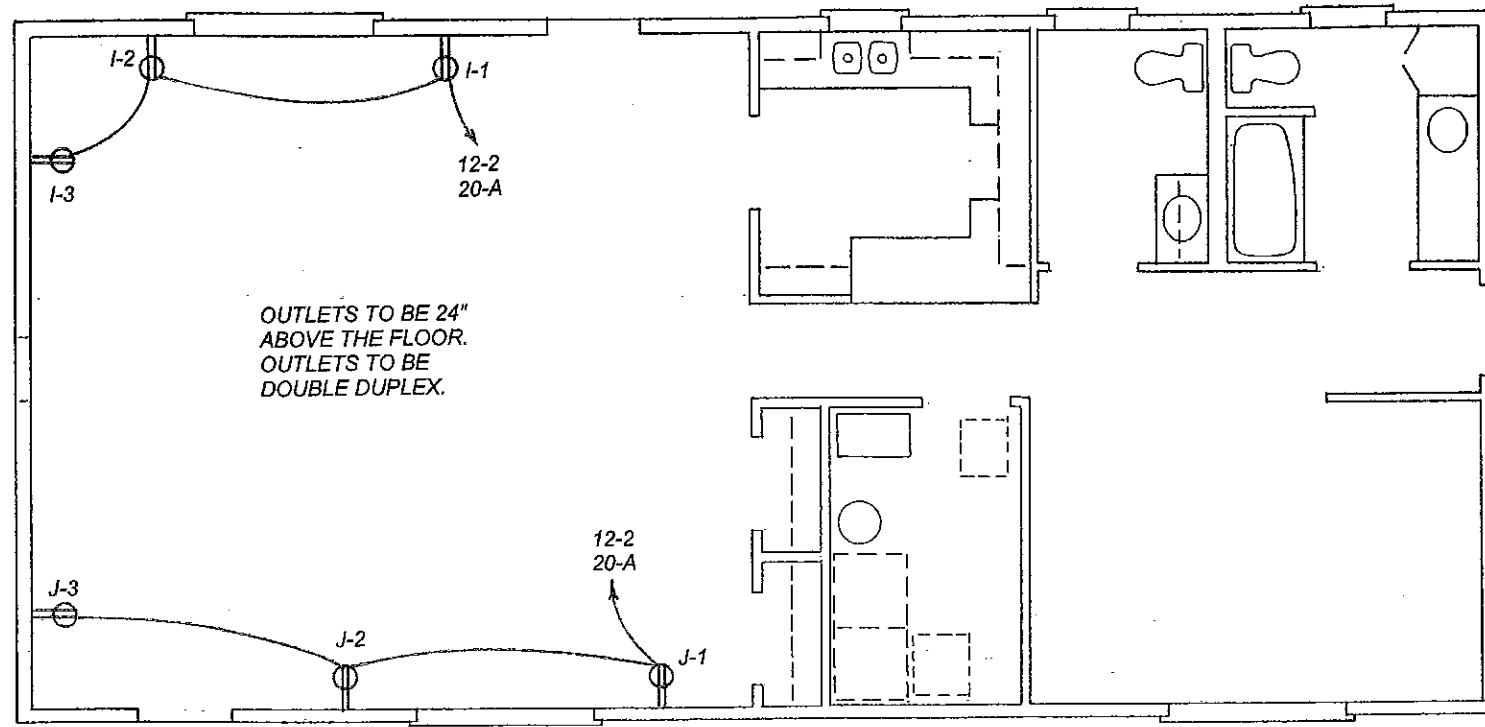 I-2
I-1
12-2
20-A
I-3
OUTLETS TO BE 24"
ABOVE THE FLOOR.
OUTLETS TO BE
DOUBLE DUPLEX.
12-2
20-A
J-3
J-2
J-1